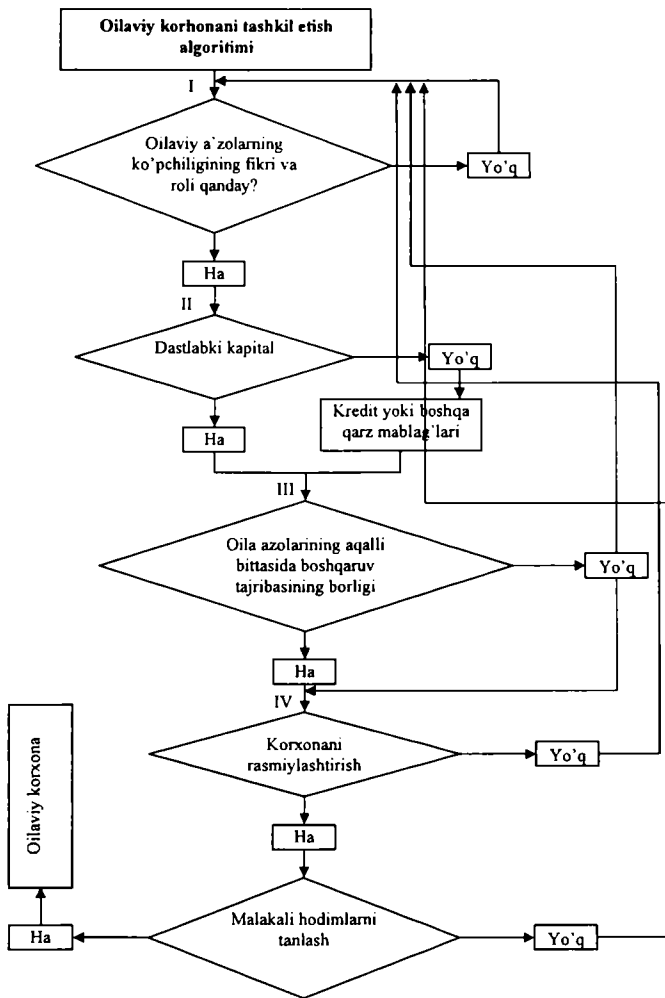 Oilaviy korhonani tashkil etish
algoritimi
I
Oilaviy a`zolarning
ko'pchiligining fikri va
roli qanday?
Yo'q
Ha
II
Dastlabki kapital
Yo'q
Ha
Kredit yoki boshqa
qarz mablag`lari
III
Oila azolarining aqalli
bittasida boshqaruv
tajribasining borligi
Yo'q
Ha
IV
Korxonani
rasmiylashtirish
Yo'q
Ha
Oilaviy korxona
Malakali hodimlarni
tanlash
Ha
Yo'q